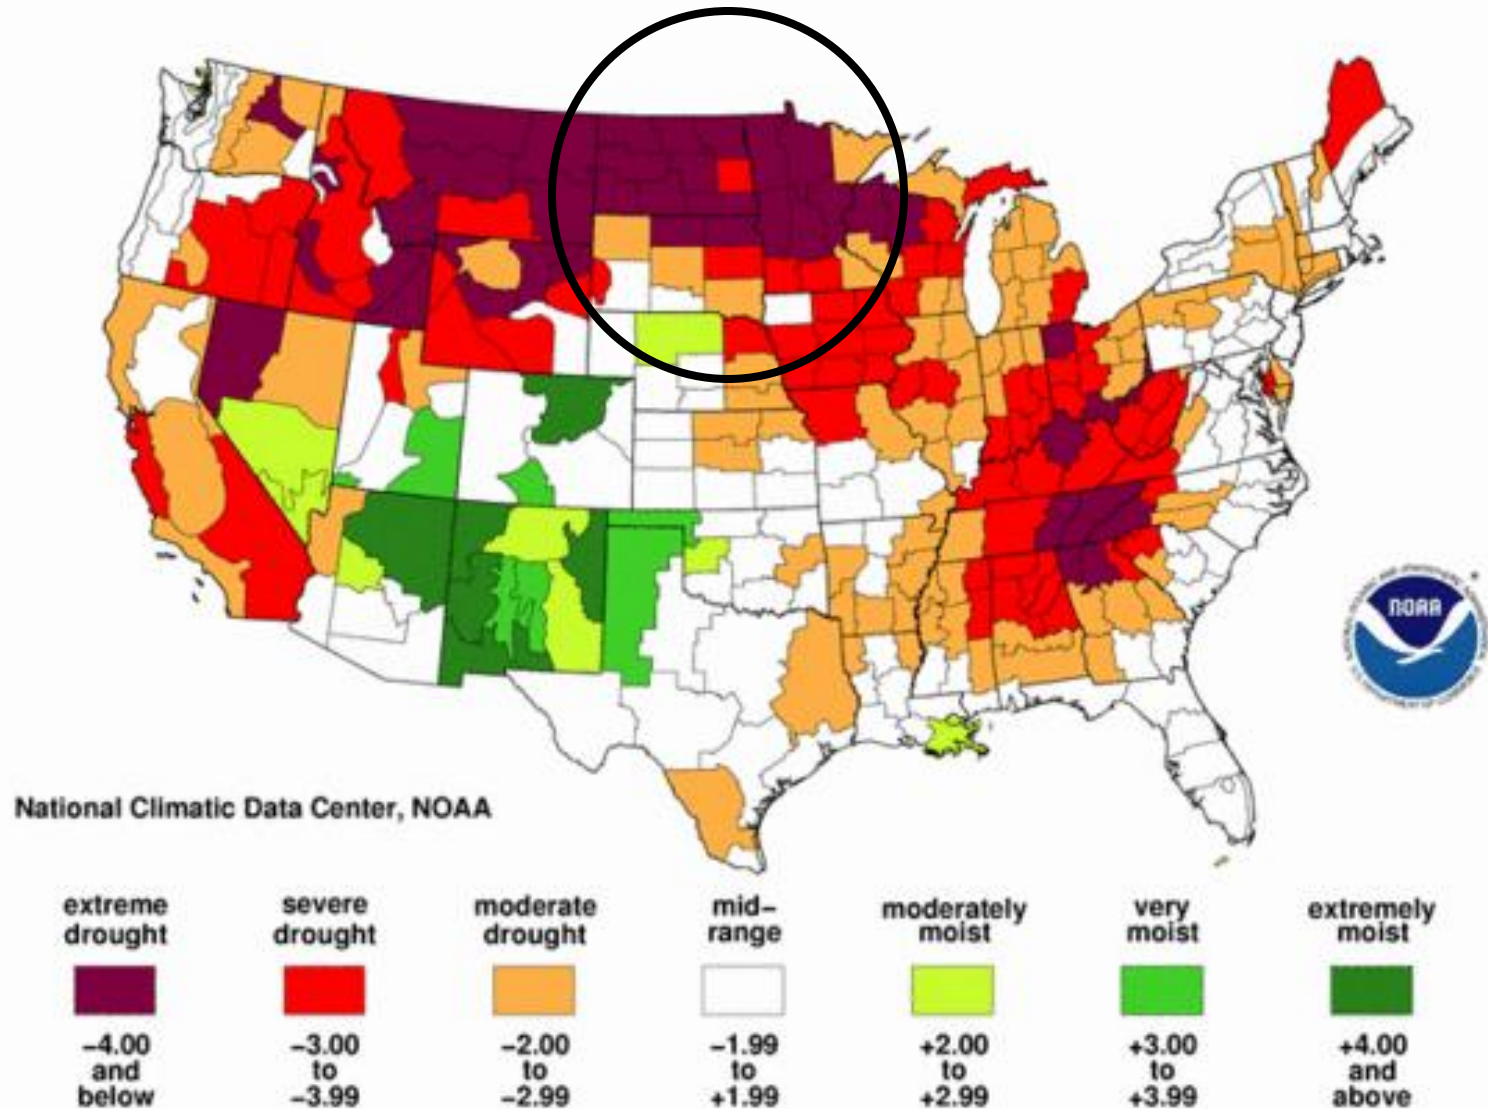 NOAA
National Climatic Data Center, NOAA
extreme drought
severe drought
moderate drought
mid–range
moderately moist
very moist
extremely moist
–4.00 and below
–3.00 to –3.99
–2.00 to –2.99
–1.99 to +1.99
+2.00 to +2.99
+3.00 to +3.99
+4.00 and above